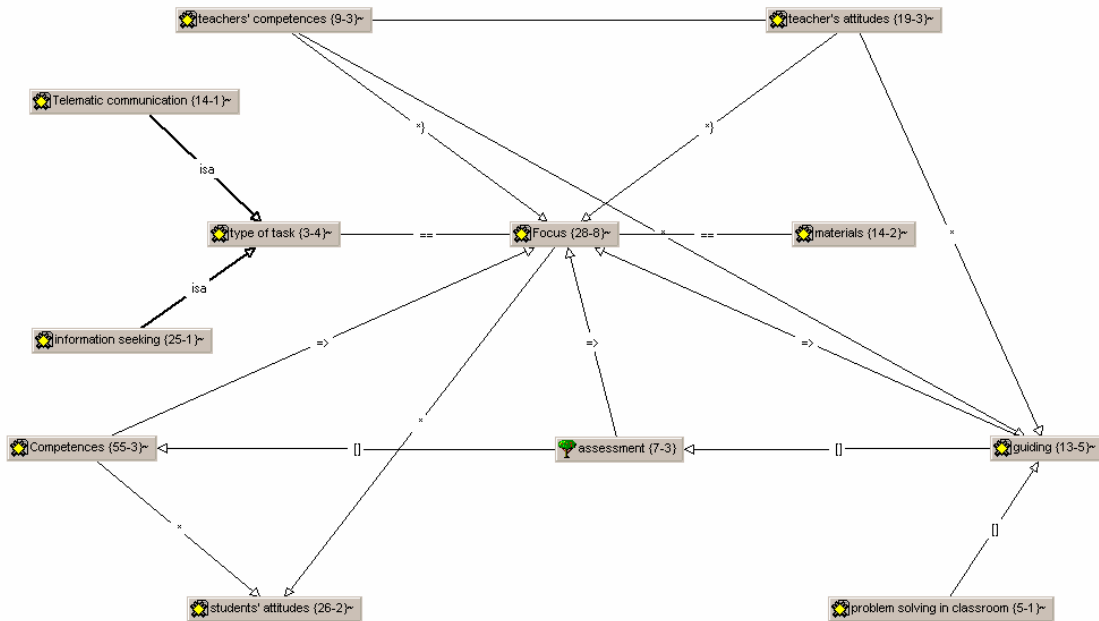 teachers' competences {9-3}~
teacher's attitudes {19-3}~
Telematic communication {14-1}~
*}
*}
isa
type of task {3-4}~
==
Focus {28-8}~
*
==
materials {14-2}~
*
isa
information seeking {25-1}~
=>
=>
=>
*
Competences {55-3}~
[]
assessment {7-3}
[]
guiding {13-5}~
*
[]
students' attitudes {26-2}~
problem solving in classroom {5-1}~